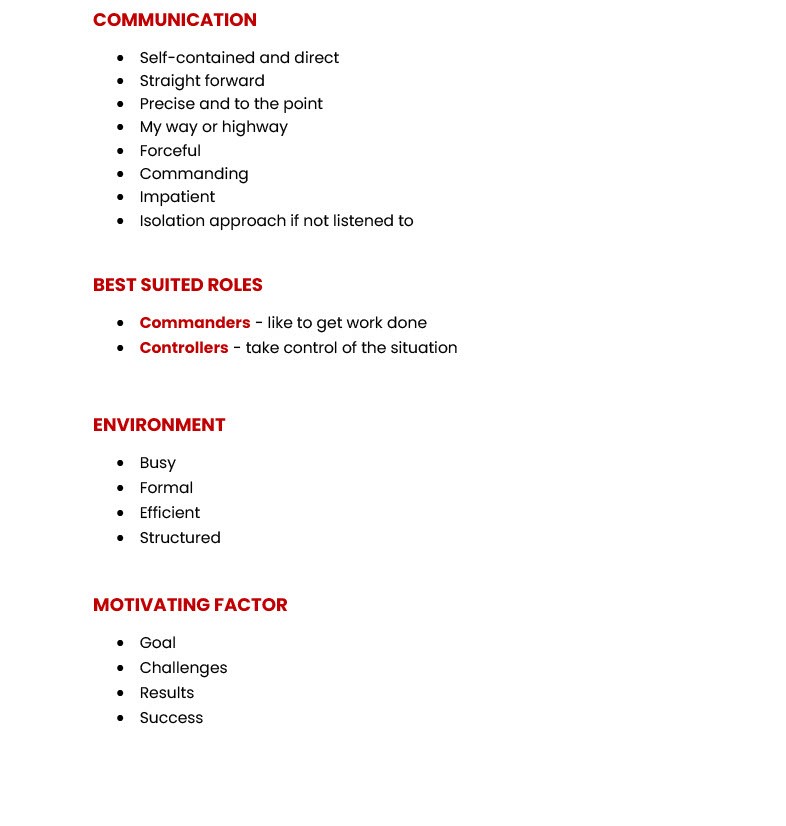 COMMUNICATION
• Self-contained and direct
• Straight forward
• Precise and to the point
• My way or highway
• Forceful
• Commanding
• Impatient
• Isolation approach if not listened to
BEST SUITED ROLES
• Commanders - like to get work done
• Controllers - take control of the situation
ENVIRONMENT
• Busy
• Formal
• Efficient
• Structured
MOTIVATING FACTOR
• Goal
• Challenges
• Results
• Success